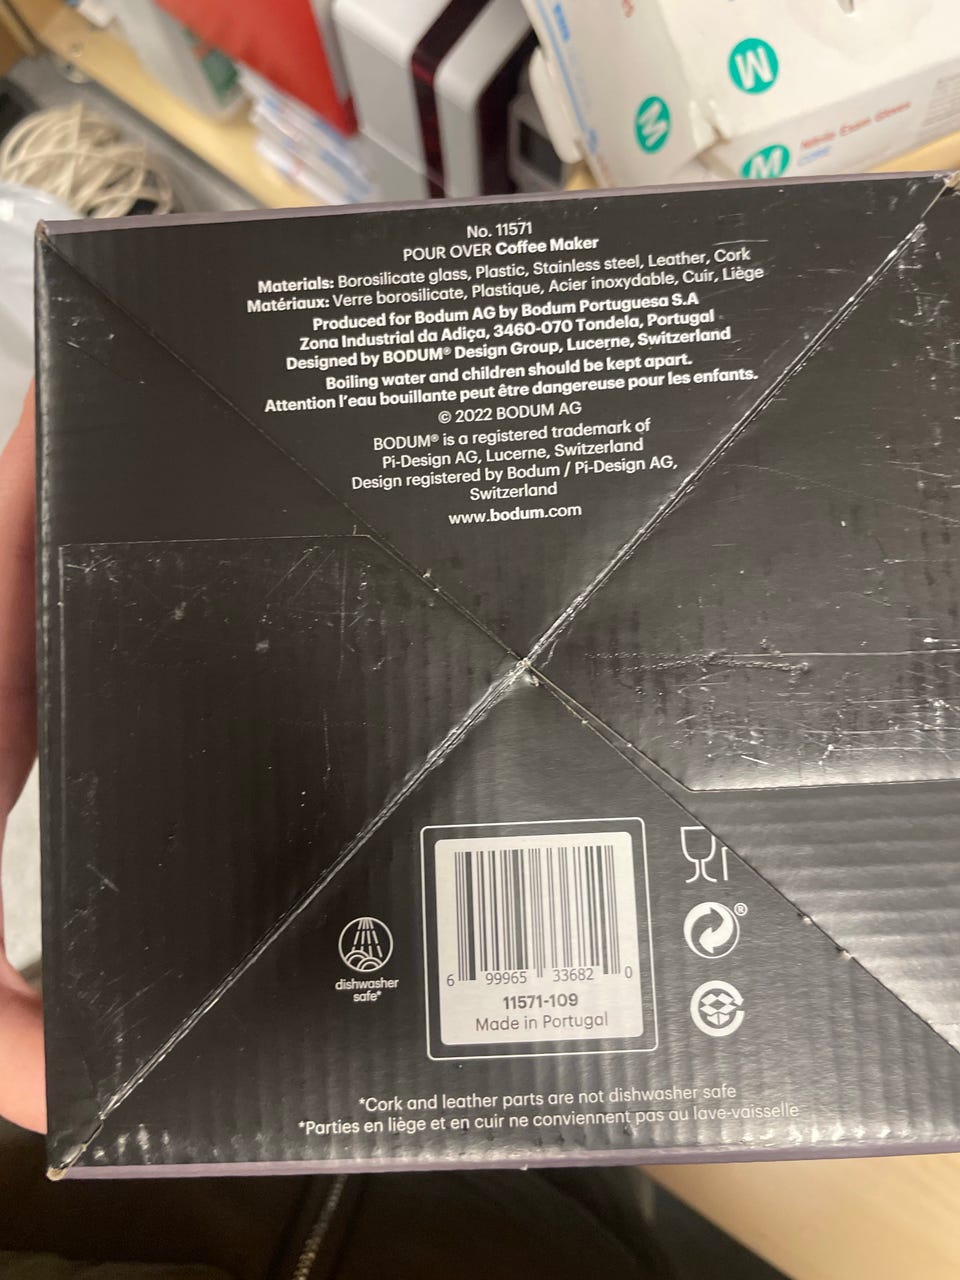 M
M
M
Nitrile Exam Gloves
CORE
No. 11571
POUR OVER Coffee Maker
Materials: Borosilicate glass, Plastic, Stainless steel, Leather, Cork
Matériaux: Verre borosilicate, Plastique, Acier inoxydable, Cuir, Liège
Produced for Bodum AG by Bodum Portuguesa S.A
Zona Industrial da Adiça, 3460-070 Tondela, Portugal
Designed by BODUM® Design Group, Lucerne, Switzerland
Boiling water and children should be kept apart.
Attention l'eau bouillante peut être dangereuse pour les enfants.
© 2022 BODUM AG
BODUM® is a registered trademark of
Pi-Design AG, Lucerne, Switzerland
Design registered by Bodum / Pi-Design AG,
Switzerland
www.bodum.com
®
dishwasher
safe*
6 99965 33682 0
11571-109
Made in Portugal
*Cork and leather parts are not dishwasher safe
*Parties en liège et en cuir ne conviennent pas au lave-vaisselle